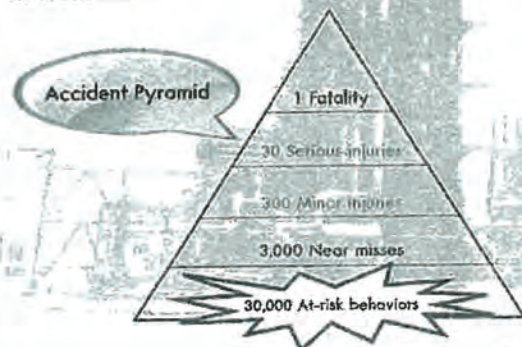 Accident Pyramid
1 Fatality
30 Serious injuries
300 Minor injuries
3,000 Near misses
30,000 At-risk behaviors